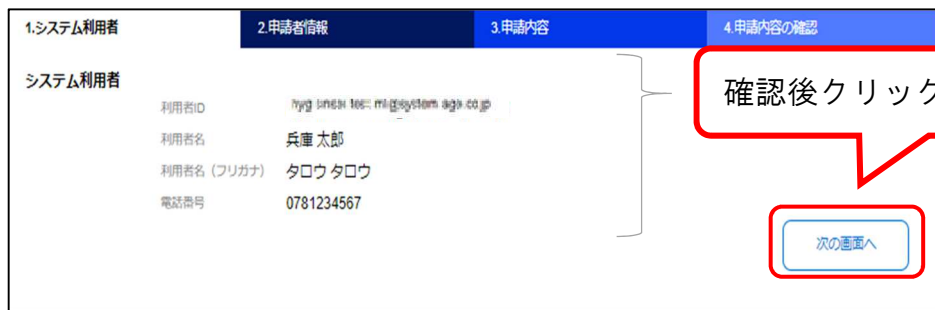 1.システム利用者 2.申請者情報 3.申請内容 4.申請内容の確認
システム利用者
確認後クリック
利用者ID
利用者名 兵庫 太郎
利用者名（フリガナ） タロウ タロウ
電話番号 0781234567
次の画面へ